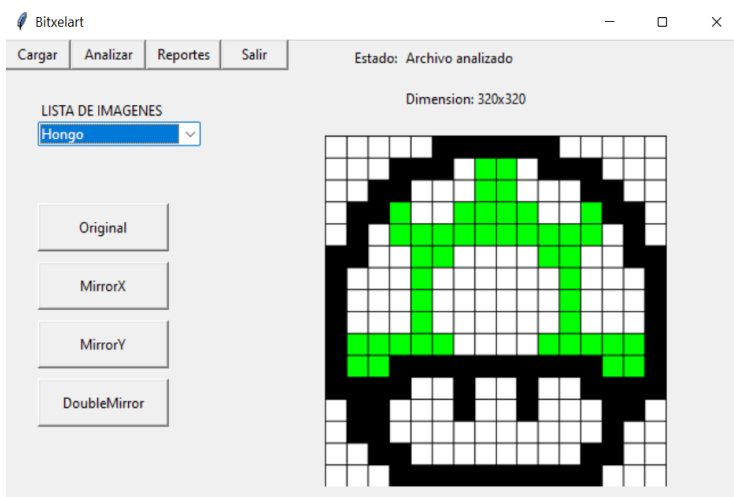 Bitxelart
Cargar Analizar Reportes Salir
Estado: Archivo analizado
Dimension: 320x320
LISTA DE IMAGENES
Hongo
Original
MirrorX
MirrorY
DoubleMirror